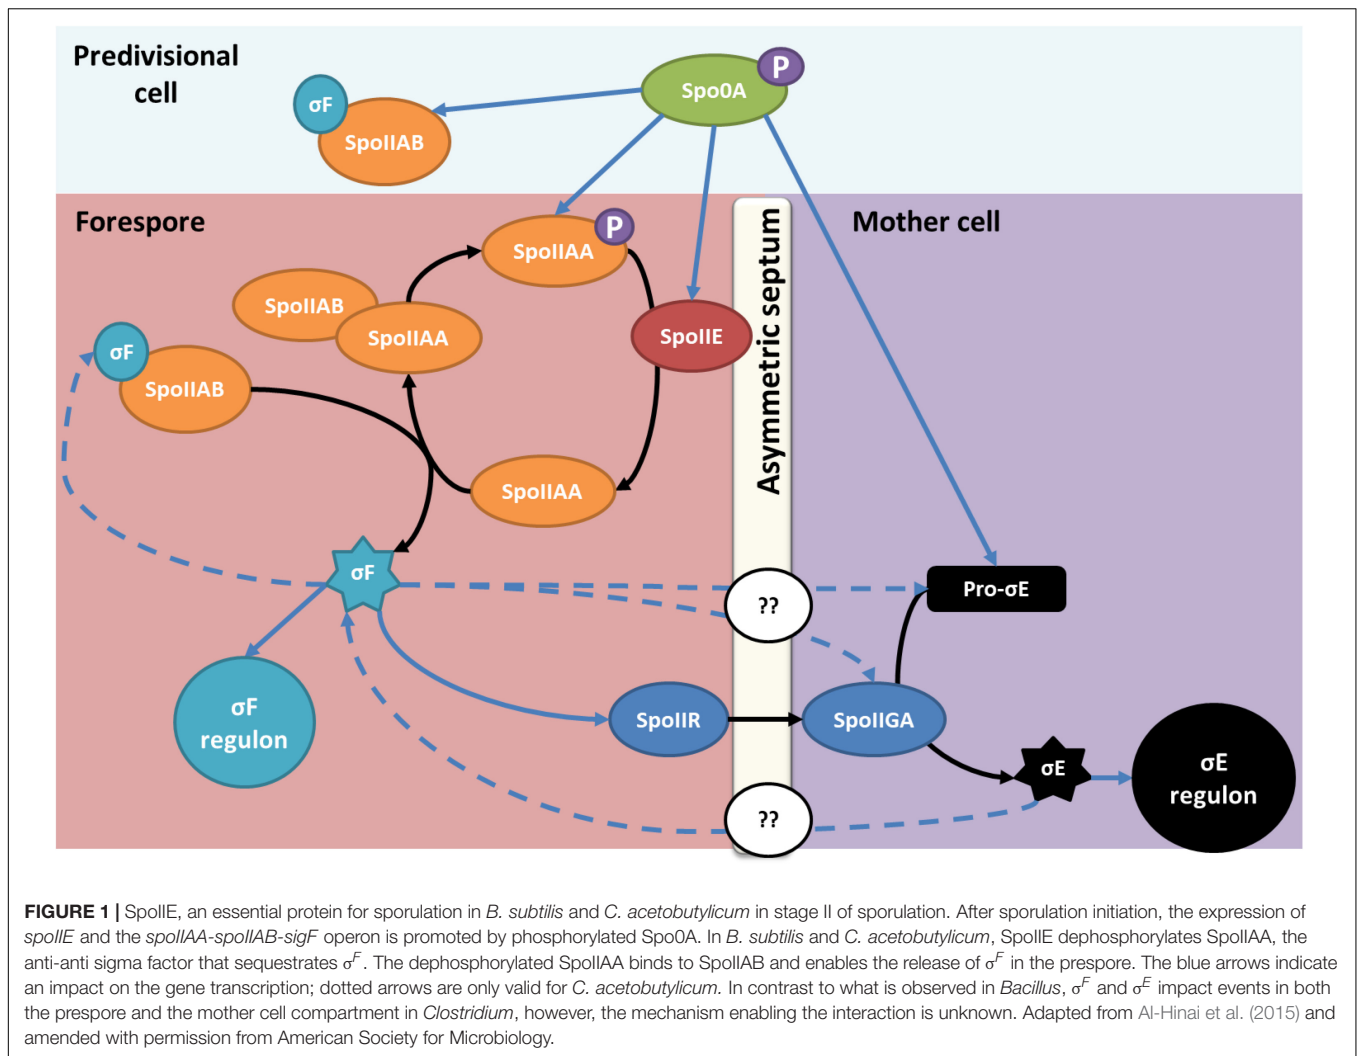 Predivisional
cell
P
Spo0A
σF
SpoIIAB
Forespore
Mother cell
P
SpoIIAA
SpoIIAB
SpoIIAA
SpoIIE
Asymmetric septum
σF
SpoIIAB
SpoIIAA
σF
??
Pro-σE
σF
regulon
SpoIIR
SpoIIGA
σE
σE
regulon
??
FIGURE 1 | SpoIIE, an essential protein for sporulation in B. subtilis and C. acetobutylicum in stage II of sporulation. After sporulation initiation, the expression of
spoIIE and the spoIIAA-spoIIAB-sigF operon is promoted by phosphorylated Spo0A. In B. subtilis and C. acetobutylicum, SpoIIE dephosphorylates SpoIIAA, the
anti-anti sigma factor that sequestrates σF. The dephosphorylated SpoIIAA binds to SpoIIAB and enables the release of σF in the prespore. The blue arrows indicate
an impact on the gene transcription; dotted arrows are only valid for C. acetobutylicum. In contrast to what is observed in Bacillus, σF and σE impact events in both
the prespore and the mother cell compartment in Clostridium, however, the mechanism enabling the interaction is unknown. Adapted from Al-Hinai et al. (2015) and
amended with permission from American Society for Microbiology.